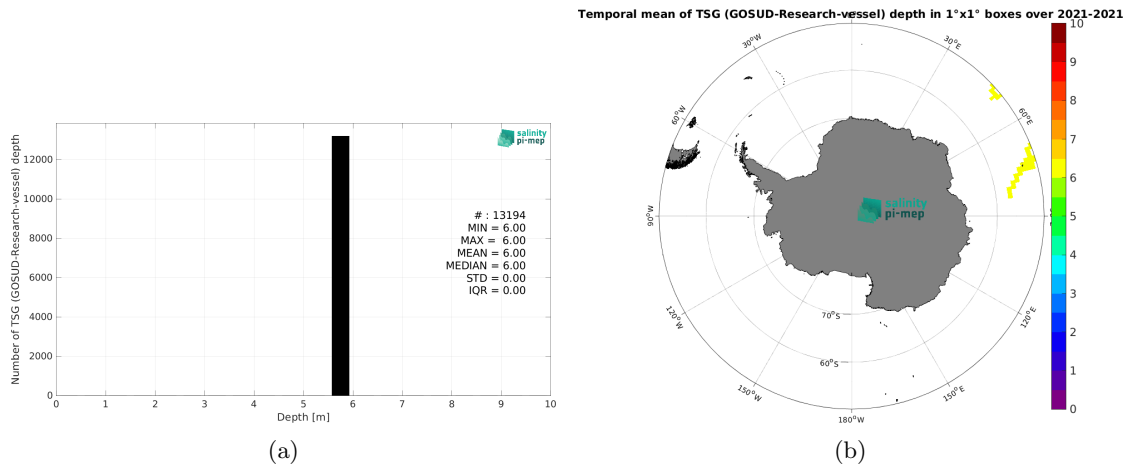 Number of TSG (GOSUD-Research-vessel) depth
12000
10000
8000
6000
4000
2000
0
0 1 2 3 4 5 6 7 8 9 10
Depth [m]
salinity
pi-mep
# : 13194
MIN = 6.00
MAX = 6.00
MEAN = 6.00
MEDIAN = 6.00
STD = 0.00
IQR = 0.00
(a)
Temporal mean of TSG (GOSUD-Research-vessel) depth in 1°x1° boxes over 2021-2021
30°W
30°E
60°W
60°E
90°W
120°W
120°E
150°W
150°E
180°W
70°S
60°S
salinity
pi-mep
10
9
8
7
6
5
4
3
2
1
0
(b)